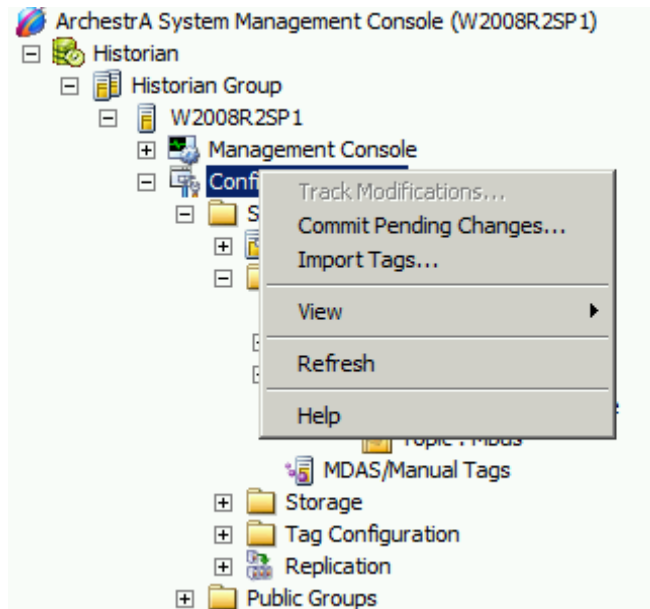 ArchestrA System Management Console (W2008R2SP1)
Historian
Historian Group
W2008R2SP1
Management Console
Track Modifications...
Commit Pending Changes...
Import Tags...
View
Refresh
Help
MDAS/Manual Tags
Storage
Tag Configuration
Replication
Public Groups